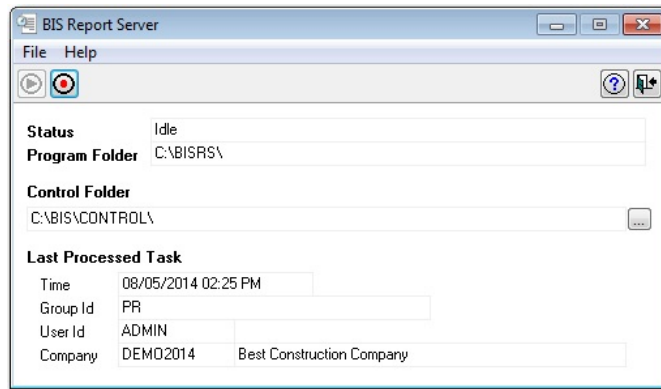 BIS Report Server
File Help
Status Idle
Program Folder C:\BISRS\
Control Folder
C:\BIS\CONTROL\ ...
Last Processed Task
Time 08/05/2014 02:25 PM
Group Id PR
User Id ADMIN
Company DEMO2014 Best Construction Company